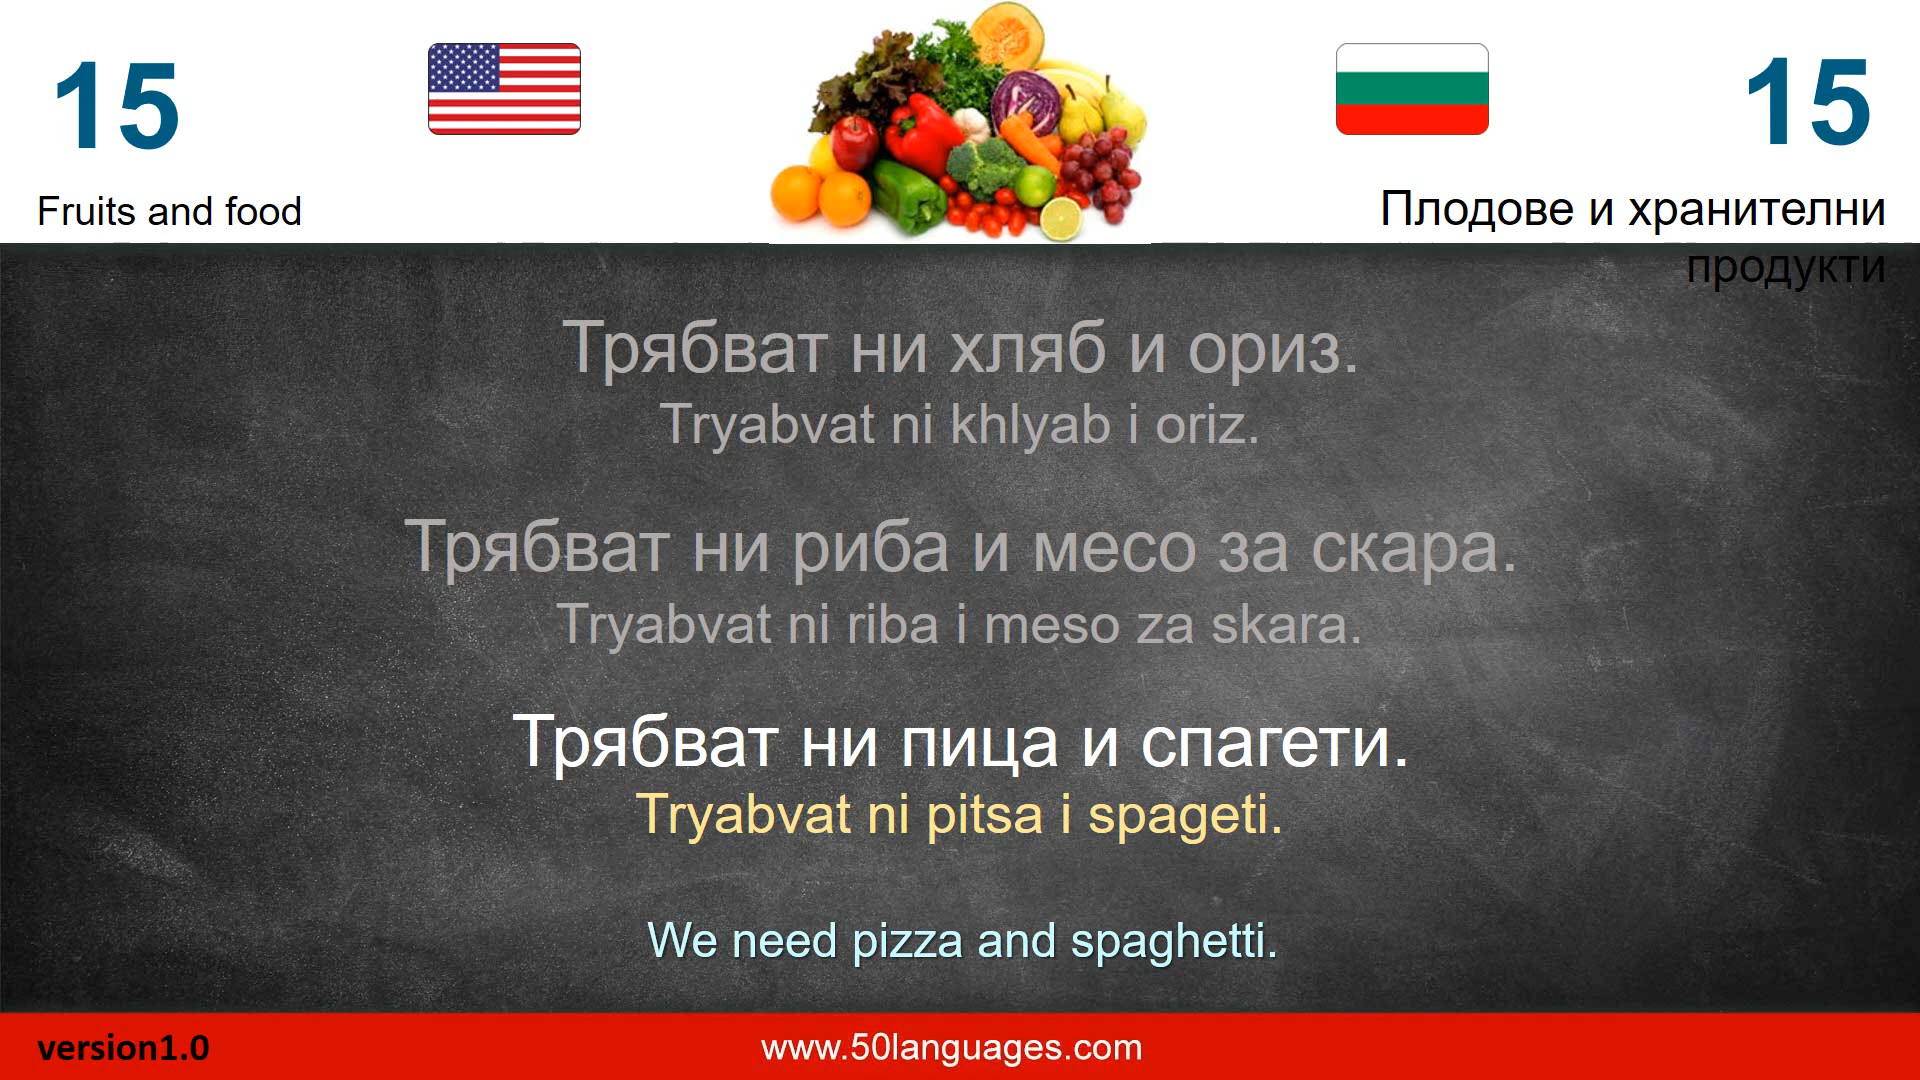 15
15
Fruits and food
Плодове и хранителни
продукти
Трябват ни хляб и ориз.
Tryabvat ni khlyab i oriz.
Трябват ни риба и месо за скара.
Tryabvat ni riba i meso za skara.
Трябват ни пица и спагети.
Tryabvat ni pitsa i spageti.
We need pizza and spaghetti.
version1.0
www.50languages.com